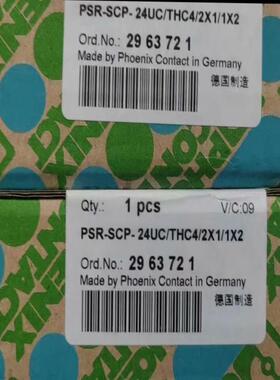 PSR-SCP- 24UC/THC4/2X1/1X2
Ord.No.: 29 63 72 1
Made by Phoenix Contact in Germany
德国制造
Qty.: 1 pcs V/C:09
PSR-SCP- 24UC/THC4/2X1/1X2
Ord.No.: 29 63 72 1
Made by Phoenix Contact in Germany
德国制造